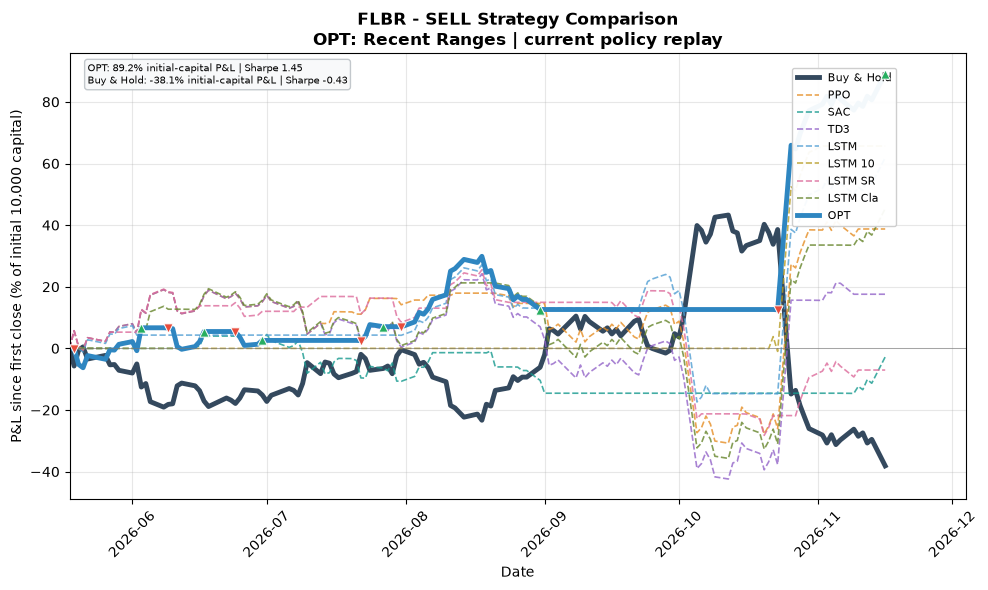 FLBR - SELL Strategy Comparison
OPT: Recent Ranges | current policy replay
OPT: 89.2% initial-capital P&L | Sharpe 1.45
Buy & Hold: -38.1% initial-capital P&L | Sharpe -0.43
Buy & Hold
PPO
SAC
TD3
LSTM
LSTM 10
LSTM SR
LSTM Cla
OPT
P&L since first close (% of initial 10,000 capital)
80
60
40
20
0
−20
−40
2026-06
2026-07
2026-08
2026-09
2026-10
2026-11
2026-12
Date